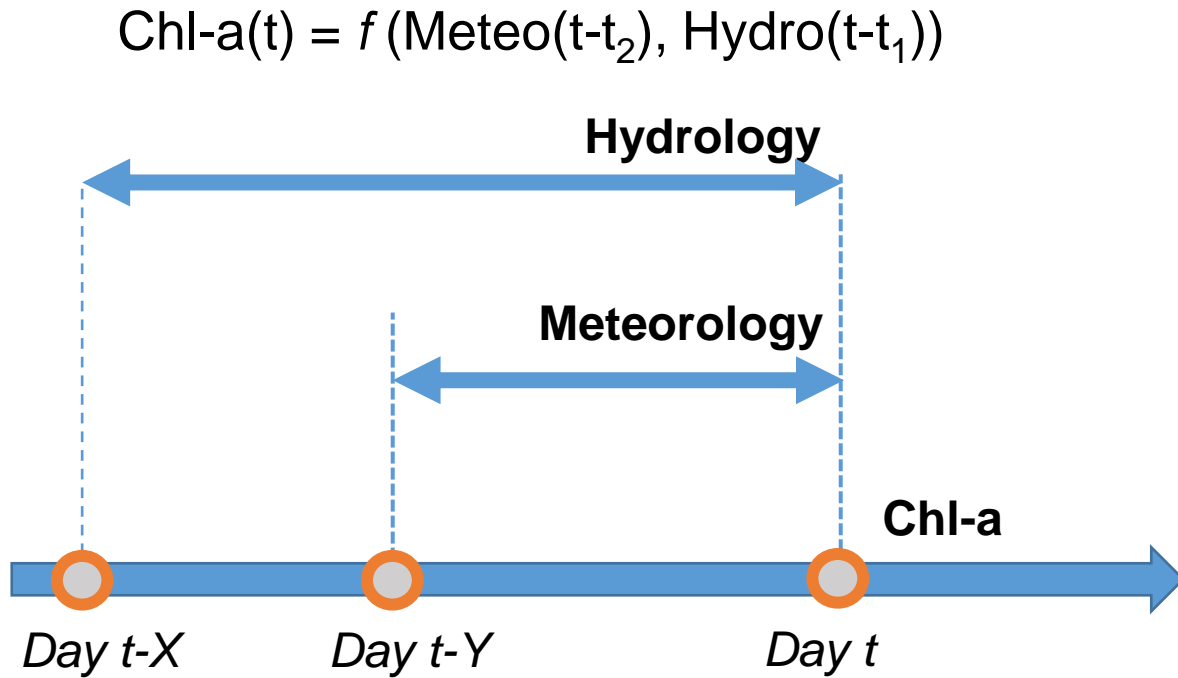 Chl-a(t) = f (Meteo(t-t₂), Hydro(t-t₁))
Hydrology
Meteorology
Chl-a
Day t-X Day t-Y Day t